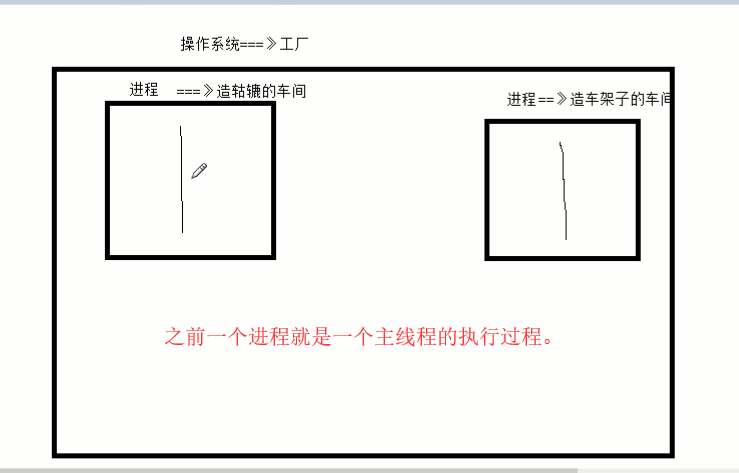 操作系统===》工厂
进程 ===》造轱辘的车间
进程==》造车架子的车间
之前一个进程就是一个主线程的执行过程。